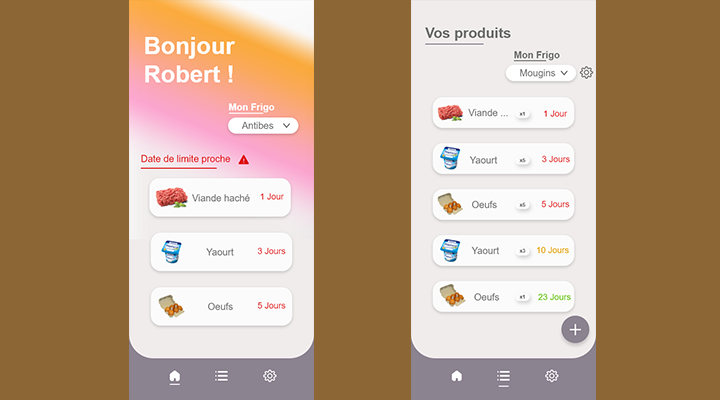 Bonjour
Robert !
Mon Frigo
Antibes
Date de limite proche
Viande haché 1 Jour
Yaourt 3 Jours
Oeufs 5 Jours
Vos produits
Mon Frigo
Mougins
Viande ... x1 1 Jour
Yaourt x5 3 Jours
Oeufs x6 5 Jours
Yaourt x3 10 Jours
Oeufs x1 23 Jours